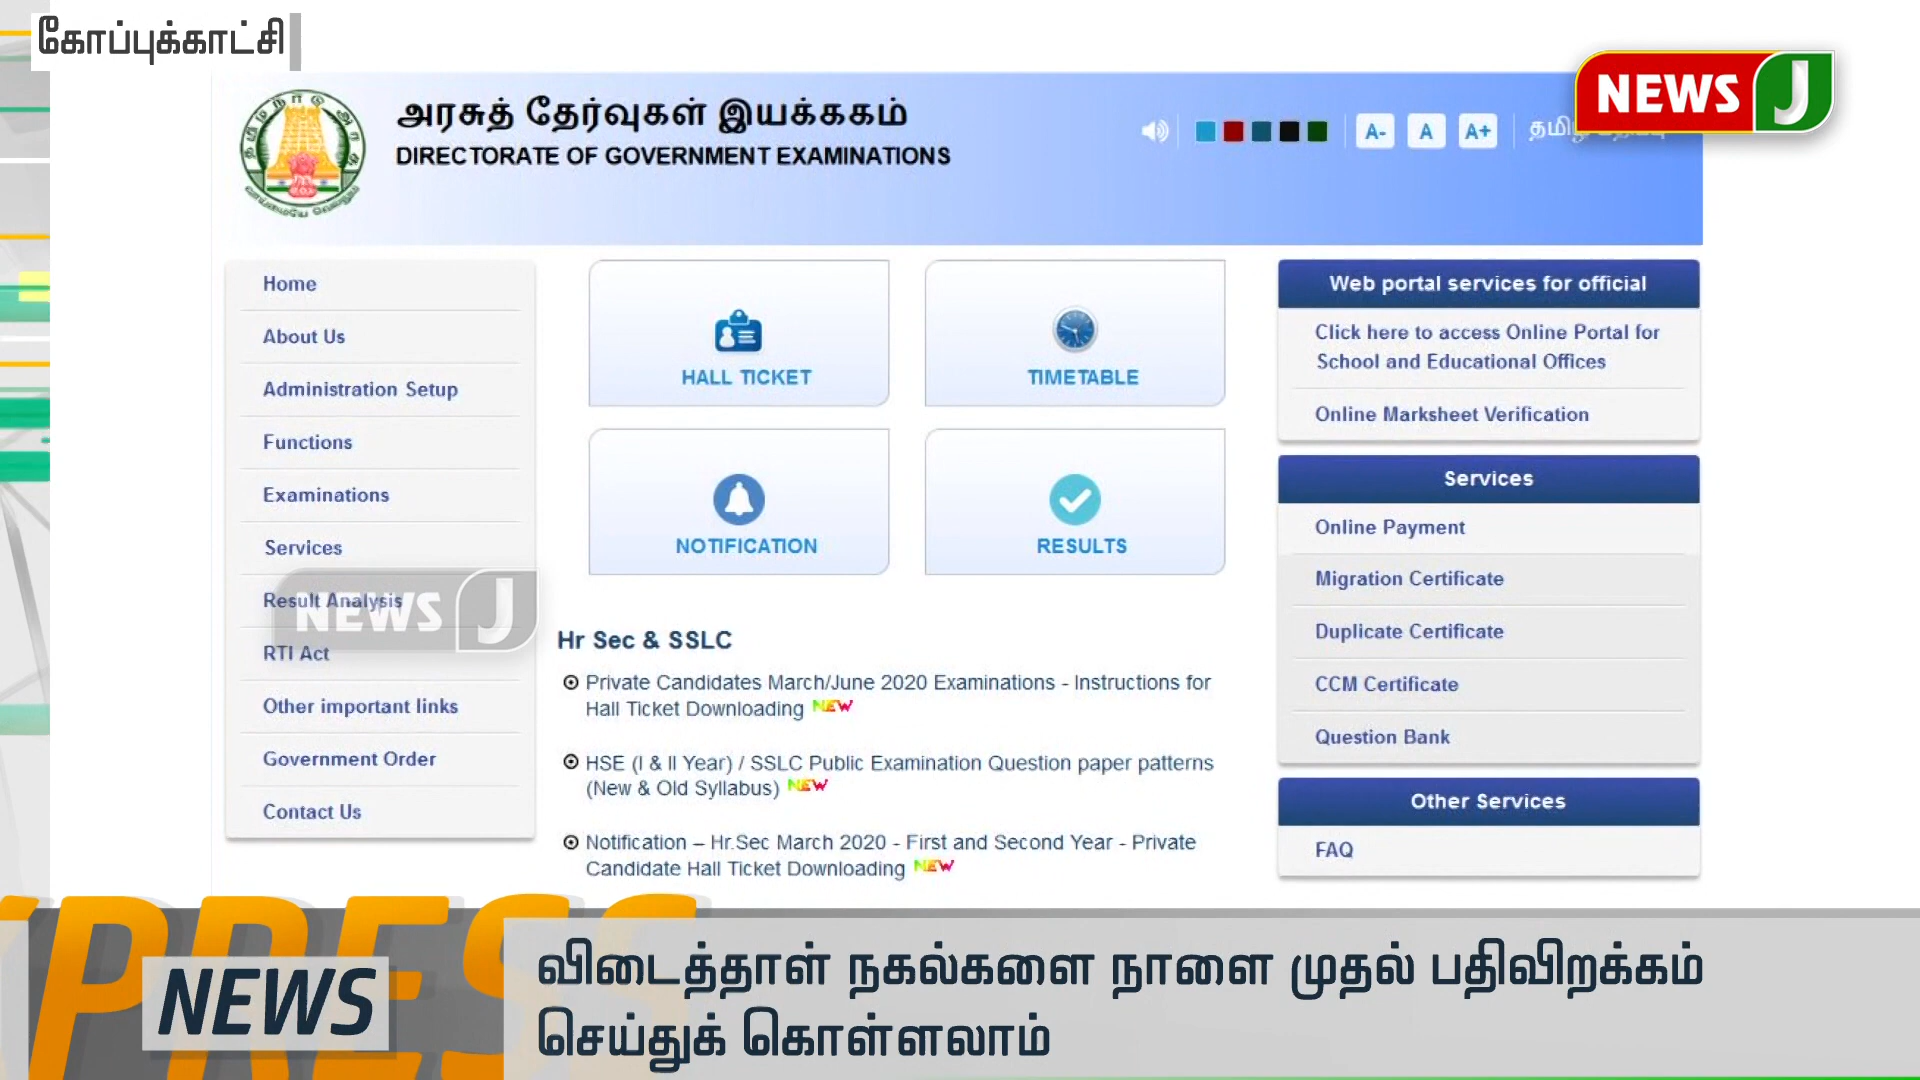 கோப்புக்காட்சி
NEWS J
அரசுத் தேர்வுகள் இயக்ககம்
DIRECTORATE OF GOVERNMENT EXAMINATIONS
A- A A+ தமிழ்
Home
About Us
Administration Setup
Functions
Examinations
Services
Result Analysis
RTI Act
Other important links
Government Order
Contact Us
NEWS J
HALL TICKET
TIMETABLE
NOTIFICATION
RESULTS
Hr Sec & SSLC
Private Candidates March/June 2020 Examinations - Instructions for
Hall Ticket Downloading NEW
HSE (I & II Year) / SSLC Public Examination Question paper patterns
(New & Old Syllabus) NEW
Notification – Hr.Sec March 2020 - First and Second Year - Private
Candidate Hall Ticket Downloading NEW
Web portal services for official
Click here to access Online Portal for
School and Educational Offices
Online Marksheet Verification
Services
Online Payment
Migration Certificate
Duplicate Certificate
CCM Certificate
Question Bank
Other Services
FAQ
NEWS
விடைத்தாள் நகல்களை நாளை முதல் பதிவிறக்கம்
செய்துக் கொள்ளலாம்